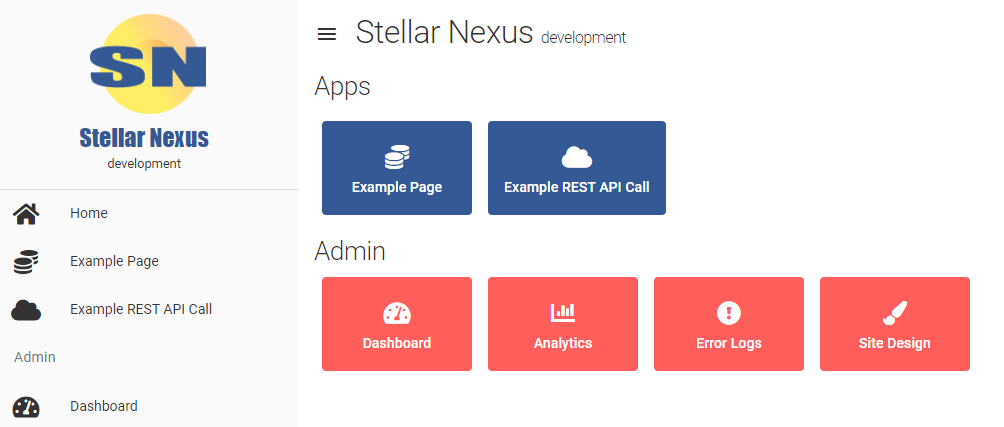 SN
Stellar Nexus
development
Home
Example Page
Example REST API Call
Admin
Dashboard
Stellar Nexus development
Apps
Example Page
Example REST API Call
Admin
Dashboard
Analytics
Error Logs
Site Design